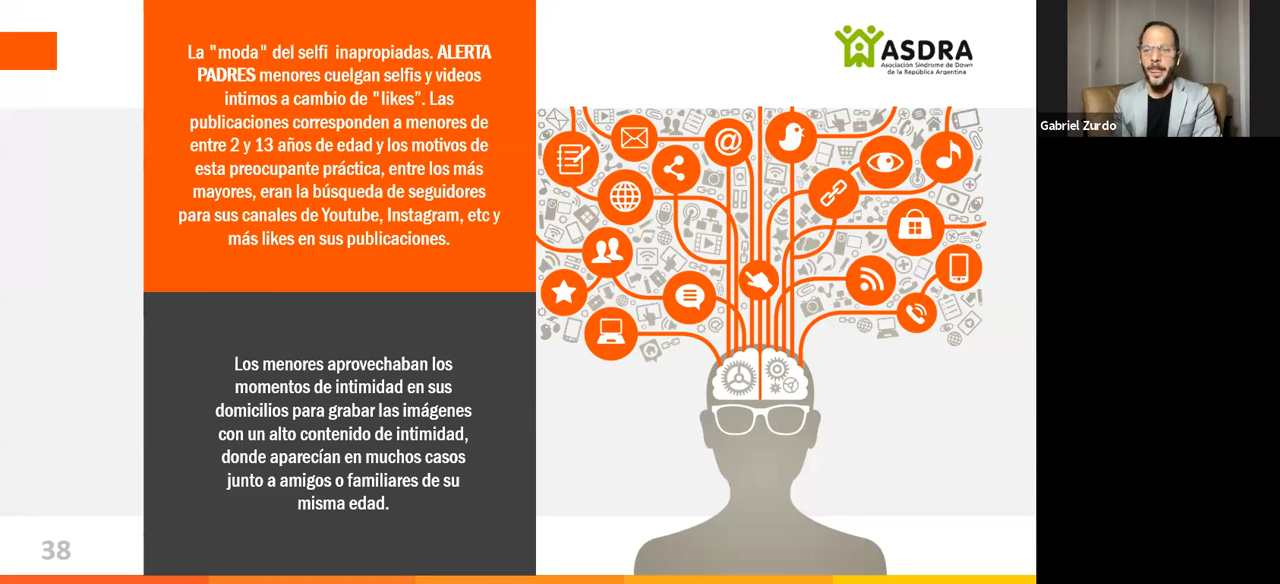 La "moda" del selfi inapropiadas. ALERTA
PADRES menores cuelgan selfis y videos
intimos a cambio de "likes”. Las
publicaciones corresponden a menores de
entre 2 y 13 años de edad y los motivos de
esta preocupante práctica, entre los más
mayores, eran la búsqueda de seguidores
para sus canales de Youtube, Instagram, etc y
más likes en sus publicaciones.
Los menores aprovechaban los
momentos de intimidad en sus
domicilios para grabar las imágenes
con un alto contenido de intimidad,
donde aparecían en muchos casos
junto a amigos o familiares de su
misma edad.
38
ASDRA
Asociación Síndrome de Down
de la República Argentina
@
Gabriel Zurdo